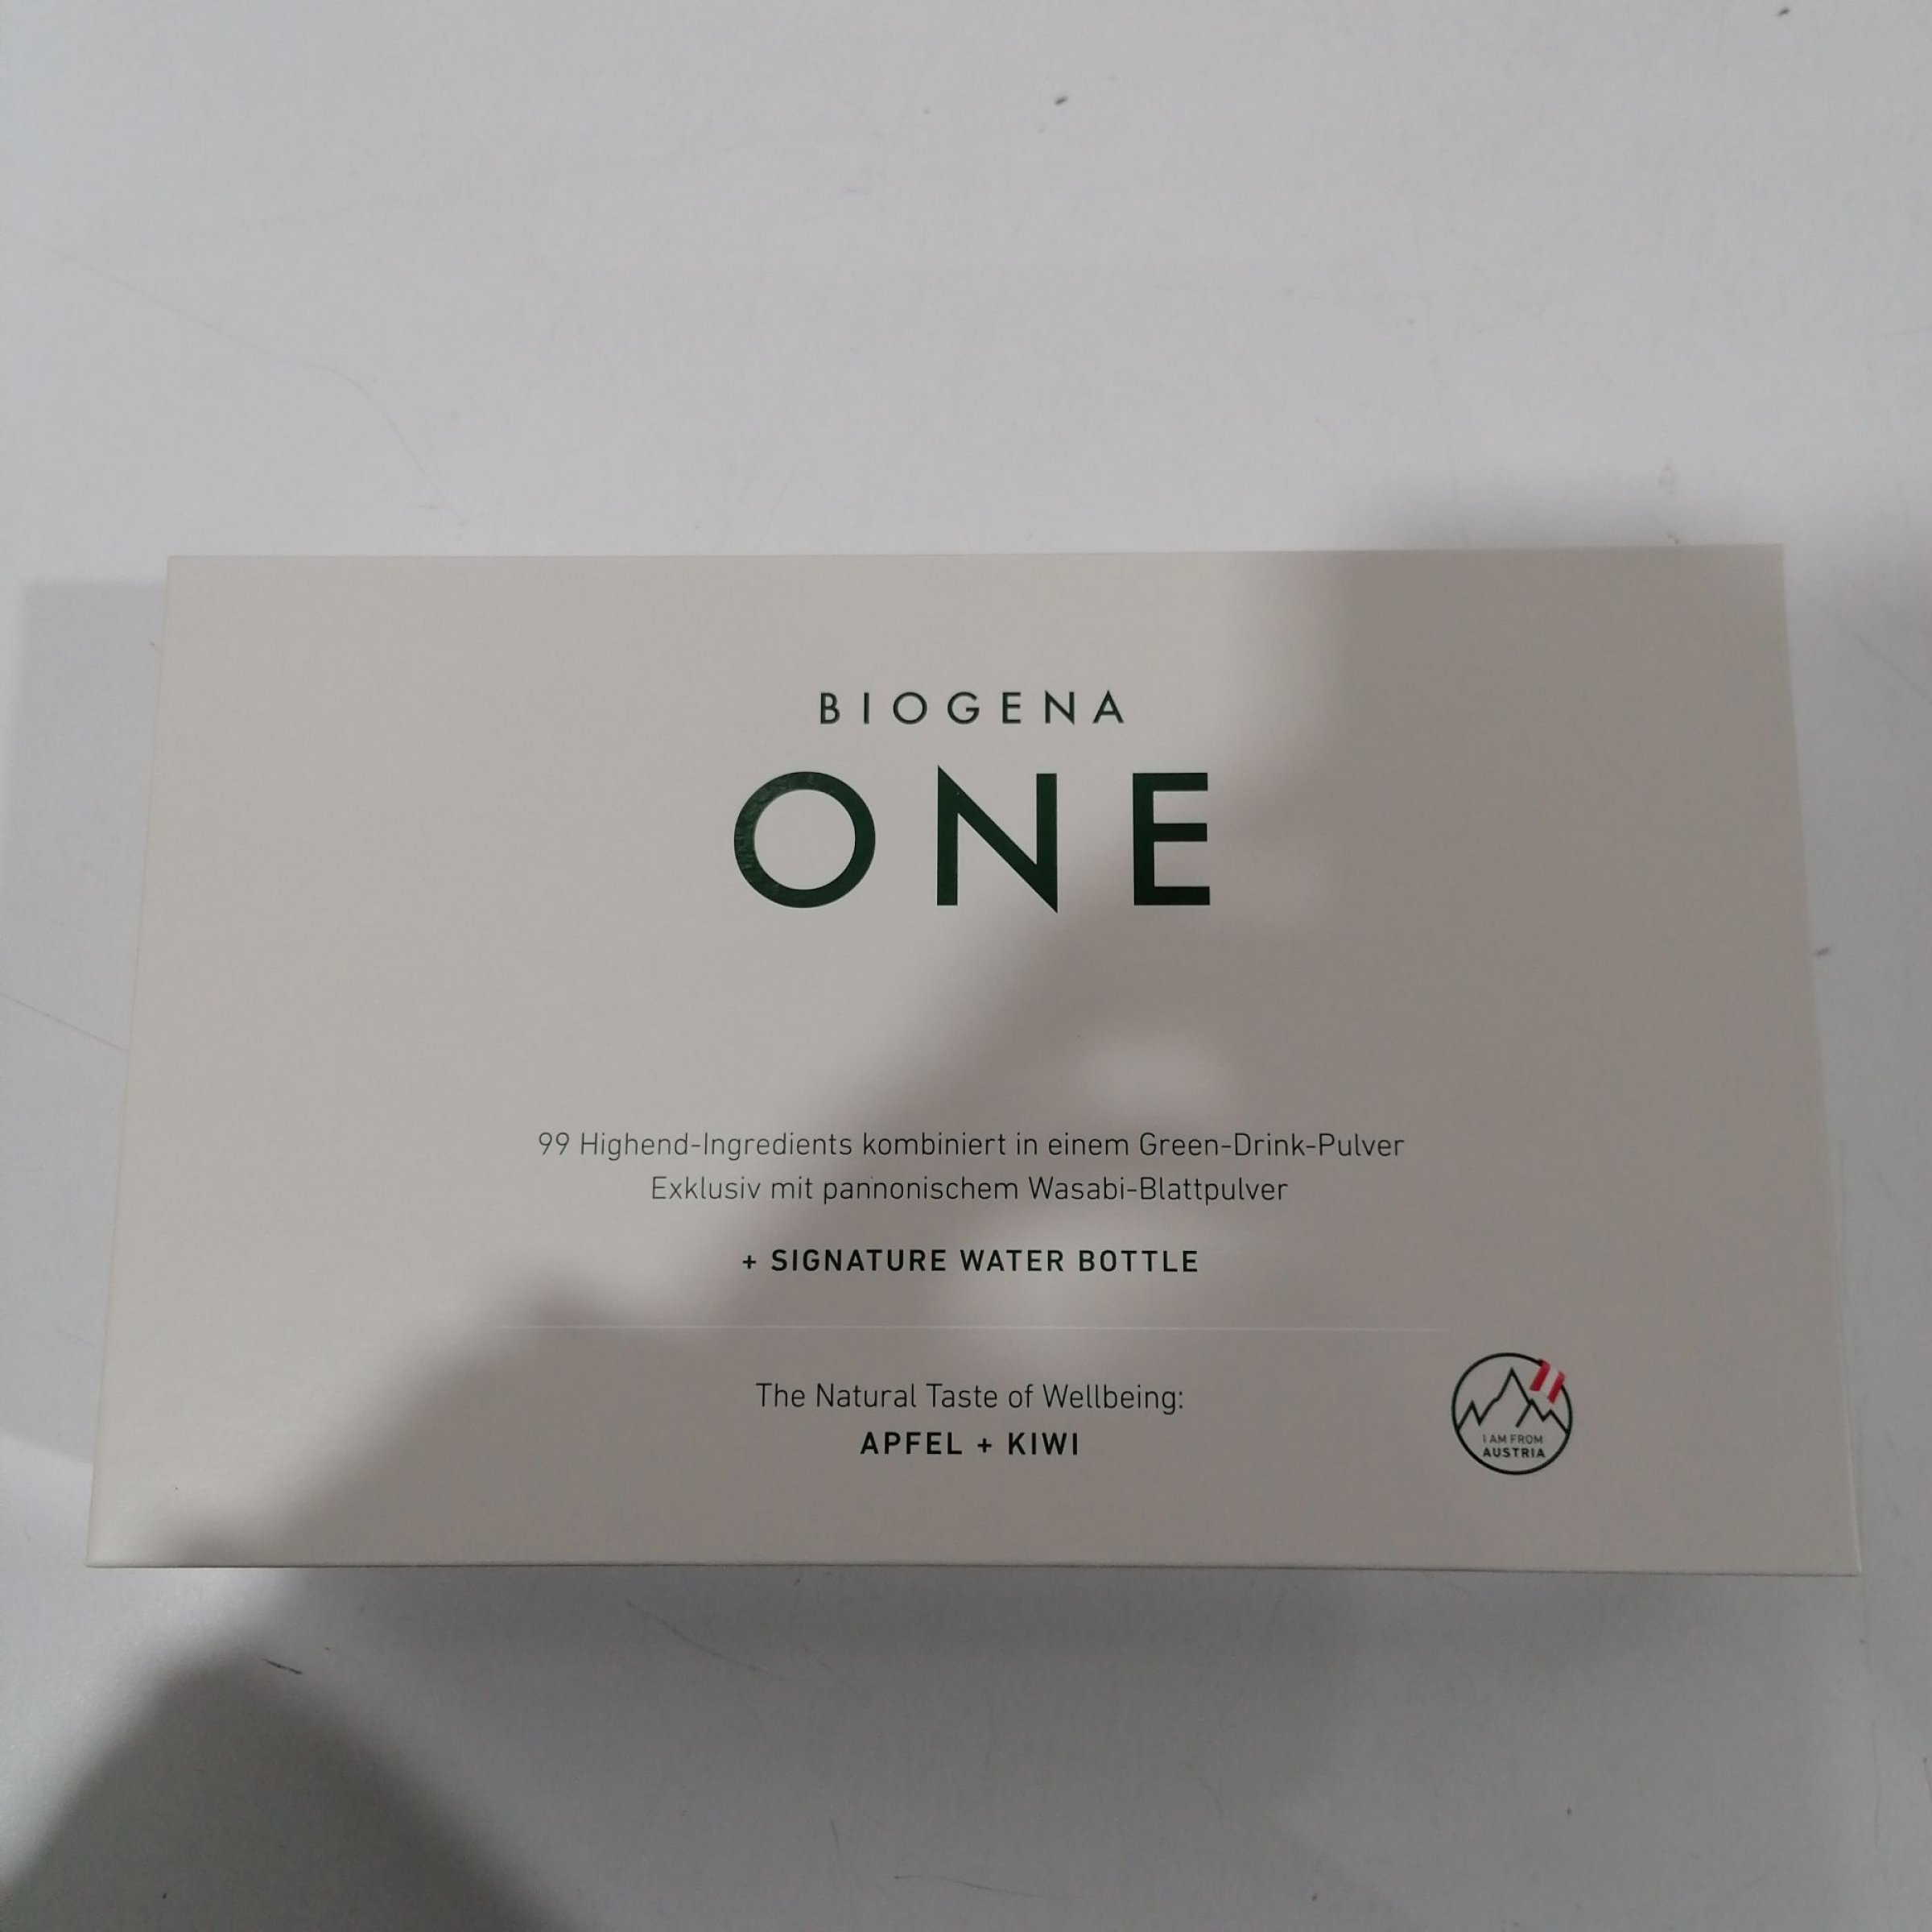 BIOGENA
ONE
99 Highend-Ingredients kombiniert in einem Green-Drink-Pulver
Exklusiv mit pannonischem Wasabi-Blattpulver
+ SIGNATURE WATER BOTTLE
The Natural Taste of Wellbeing:
APFEL + KIWI
I AM FROM
AUSTRIA